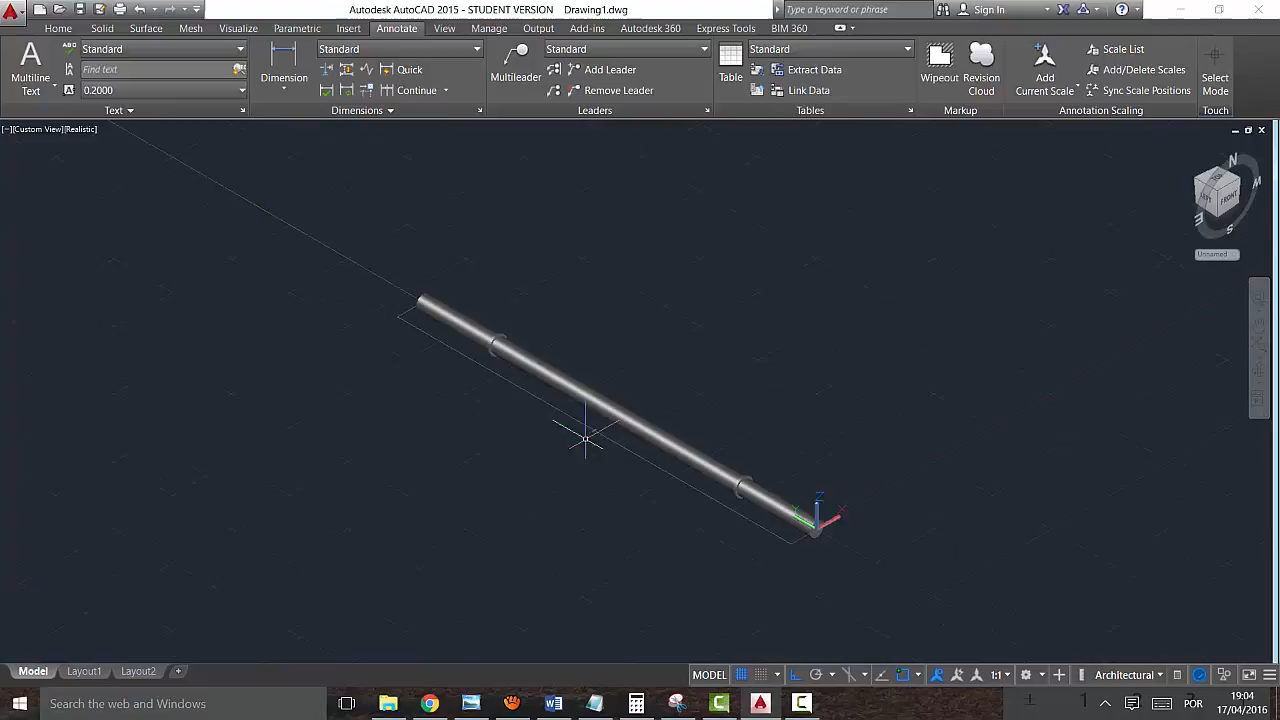 Autodesk AutoCAD 2015 - STUDENT VERSION Drawing1.dwg
Type a keyword or phrase
Sign In
Home Solid Surface Mesh Visualize Parametric Insert Annotate View Manage Output Add-ins Autodesk 360 Express Tools BIM 360
A
Multiline
Text
ABC
Standard
Find text
0.2000
Text
Dimension
Standard
Quick
Continue
Dimensions
Multileader
Standard
Add Leader
Remove Leader
Leaders
Table
Standard
Extract Data
Link Data
Tables
Wipeout
Revision
Cloud
Markup
Add
Current Scale
Scale List
Add/Delete Scales
Sync Scale Positions
Annotation Scaling
Select
Mode
Touch
[−][Custom View][Realistic]
N
TOP
LEFT
FRONT
W
E
S
Unnamed
Z
Y
X
Model Layout1 Layout2 +
MODEL
1:1
Architectural
Search the web and Windows
POR
19:04
17/04/2016